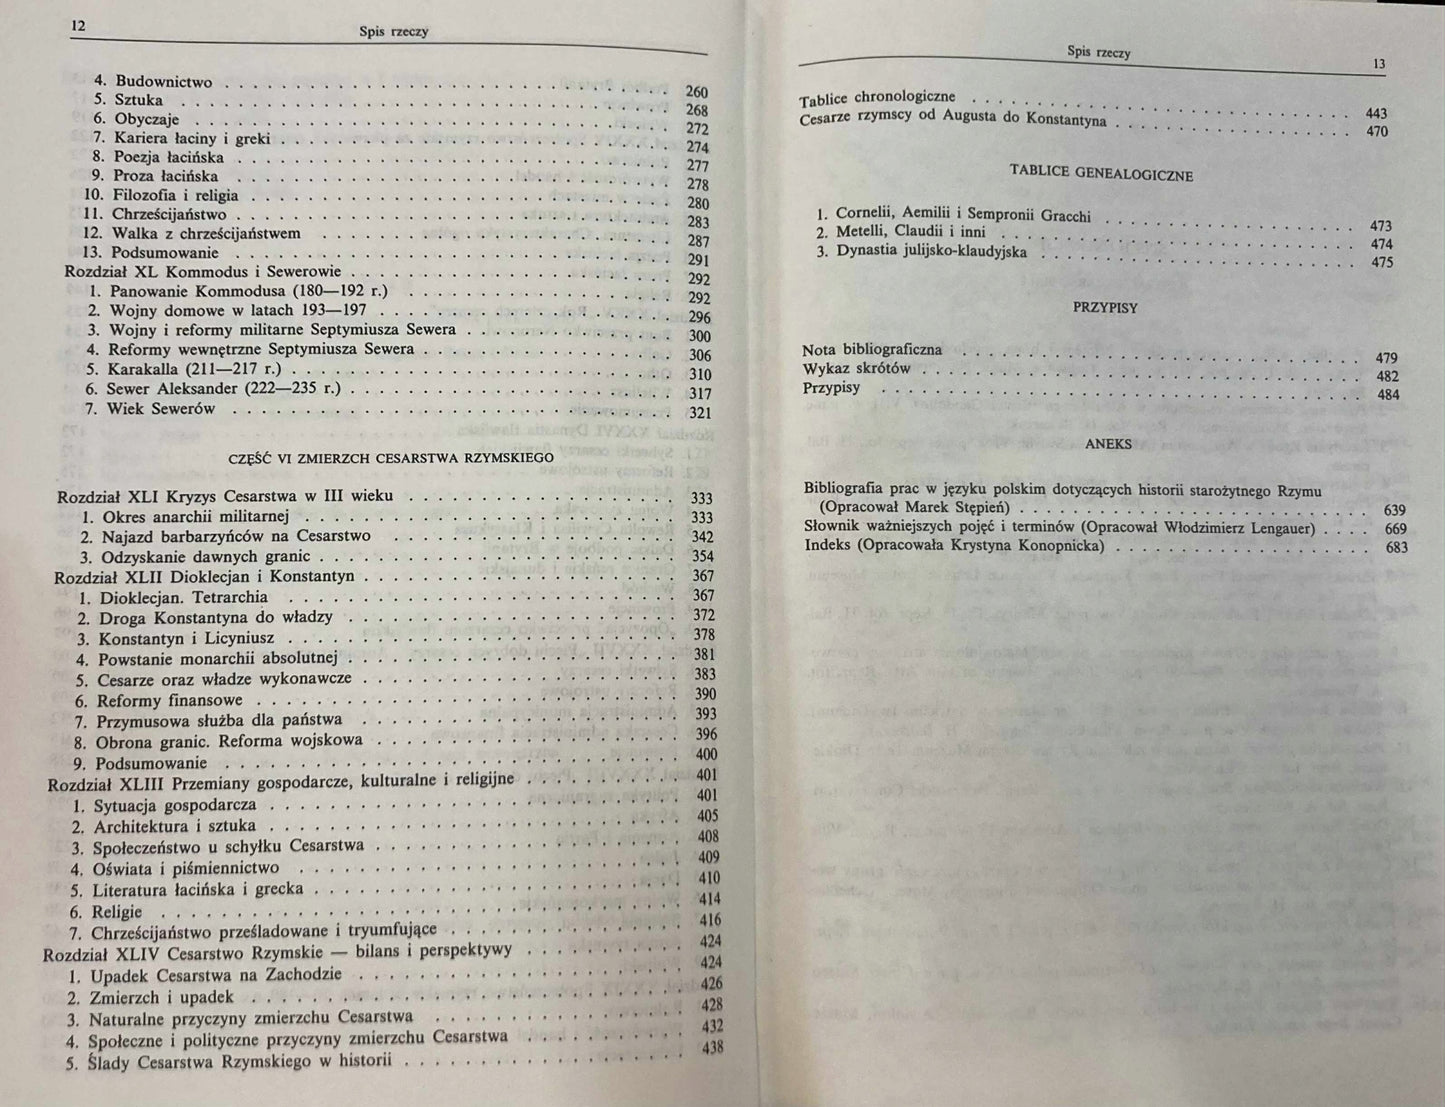 12
Spis rzeczy
4. Budownictwo . . . . . . . . . . . . . . . . . . . . 260
5. Sztuka . . . . . . . . . . . . . . . . . . . . 268
6. Obyczaje . . . . . . . . . . . . . . . . . . . . 272
7. Kariera łaciny i greki . . . . . . . . . . . . . . . . . . . . 274
8. Poezja łacińska . . . . . . . . . . . . . . . . . . . . 277
9. Proza łacińska . . . . . . . . . . . . . . . . . . . . 278
10. Filozofia i religia . . . . . . . . . . . . . . . . . . . . 280
11. Chrześcijaństwo . . . . . . . . . . . . . . . . . . . . 283
12. Walka z chrześcijaństwem . . . . . . . . . . . . . . . . . . . . 287
13. Podsumowanie . . . . . . . . . . . . . . . . . . . . 291
Rozdział XL Kommodus i Sewerowie . . . . . . . . . . . . . . . . . . . . 292
1. Panowanie Kommodusa (180—192 r.) . . . . . . . . . . . . . . . . 292
2. Wojny domowe w latach 193—197 . . . . . . . . . . . . . . . . 296
3. Wojny i reformy militarne Septymiusza Sewera . . . . . . . . . . . . 300
4. Reformy wewnętrzne Septymiusza Sewera . . . . . . . . . . . . . . 306
5. Karakalla (211—217 r.) . . . . . . . . . . . . . . . . . . . . 310
6. Sewer Aleksander (222—235 r.) . . . . . . . . . . . . . . . . . . 317
7. Wiek Sewerów . . . . . . . . . . . . . . . . . . . . 321
CZĘŚĆ VI ZMIERZCH CESARSTWA RZYMSKIEGO
Rozdział XLI Kryzys Cesarstwa w III wieku . . . . . . . . . . . . . . . . 333
1. Okres anarchii militarnej . . . . . . . . . . . . . . . . . . . . 333
2. Najazd barbarzyńców na Cesarstwo . . . . . . . . . . . . . . . . 342
3. Odzyskanie dawnych granic . . . . . . . . . . . . . . . . . . . . 354
Rozdział XLII Dioklecjan i Konstantyn . . . . . . . . . . . . . . . . . . 367
1. Dioklecjan. Tetrarchia . . . . . . . . . . . . . . . . . . . . 367
2. Droga Konstantyna do władzy . . . . . . . . . . . . . . . . . . 372
3. Konstantyn i Licyniusz . . . . . . . . . . . . . . . . . . . . 378
4. Powstanie monarchii absolutnej . . . . . . . . . . . . . . . . . . 381
5. Cesarze oraz władze wykonawcze . . . . . . . . . . . . . . . . . . 383
6. Reformy finansowe . . . . . . . . . . . . . . . . . . . . 390
7. Przymusowa służba dla państwa . . . . . . . . . . . . . . . . . . 393
8. Obrona granic. Reforma wojskowa . . . . . . . . . . . . . . . . . . 396
9. Podsumowanie . . . . . . . . . . . . . . . . . . . . 400
Rozdział XLIII Przemiany gospodarcze, kulturalne i religijne . . . . . . . . . . 401
1. Sytuacja gospodarcza . . . . . . . . . . . . . . . . . . . . 401
2. Architektura i sztuka . . . . . . . . . . . . . . . . . . . . 405
3. Społeczeństwo u schyłku Cesarstwa . . . . . . . . . . . . . . . . 408
4. Oświata i piśmiennictwo . . . . . . . . . . . . . . . . . . . . 409
5. Literatura łacińska i grecka . . . . . . . . . . . . . . . . . . . . 410
6. Religie . . . . . . . . . . . . . . . . . . . . 414
7. Chrześcijaństwo prześladowane i tryumfujące . . . . . . . . . . . . . . 416
Rozdział XLIV Cesarstwo Rzymskie — bilans i perspektywy . . . . . . . . . . 424
1. Upadek Cesarstwa na Zachodzie . . . . . . . . . . . . . . . . . . 424
2. Zmierzch i upadek . . . . . . . . . . . . . . . . . . . . 426
3. Naturalne przyczyny zmierzchu Cesarstwa . . . . . . . . . . . . . . 428
4. Społeczne i polityczne przyczyny zmierzchu Cesarstwa . . . . . . . . . . 432
5. Ślady Cesarstwa Rzymskiego w historii . . . . . . . . . . . . . . . . 438
Spis rzeczy
13
Tablice chronologiczne . . . . . . . . . . . . . . . . . . . . 443
Cesarze rzymscy od Augusta do Konstantyna . . . . . . . . . . . . . . 470
TABLICE GENEALOGICZNE
1. Cornelii, Aemilii i Sempronii Gracchi . . . . . . . . . . . . . . . . 473
2. Metelli, Claudii i inni . . . . . . . . . . . . . . . . . . . . 474
3. Dynastia julijsko-klaudyjska . . . . . . . . . . . . . . . . . . 475
PRZYPISY
Nota bibliograficzna . . . . . . . . . . . . . . . . . . . . 479
Wykaz skrótów . . . . . . . . . . . . . . . . . . . . 482
Przypisy . . . . . . . . . . . . . . . . . . . . 484
ANEKS
Bibliografia prac w języku polskim dotyczących historii starożytnego Rzymu
(Opracował Marek Stępień) . . . . . . . . . . . . . . . . . . . . 639
Słownik ważniejszych pojęć i terminów (Opracował Włodzimierz Lengauer) . . . . 669
Indeks (Opracowała Krystyna Konopnicka) . . . . . . . . . . . . . . . . 683